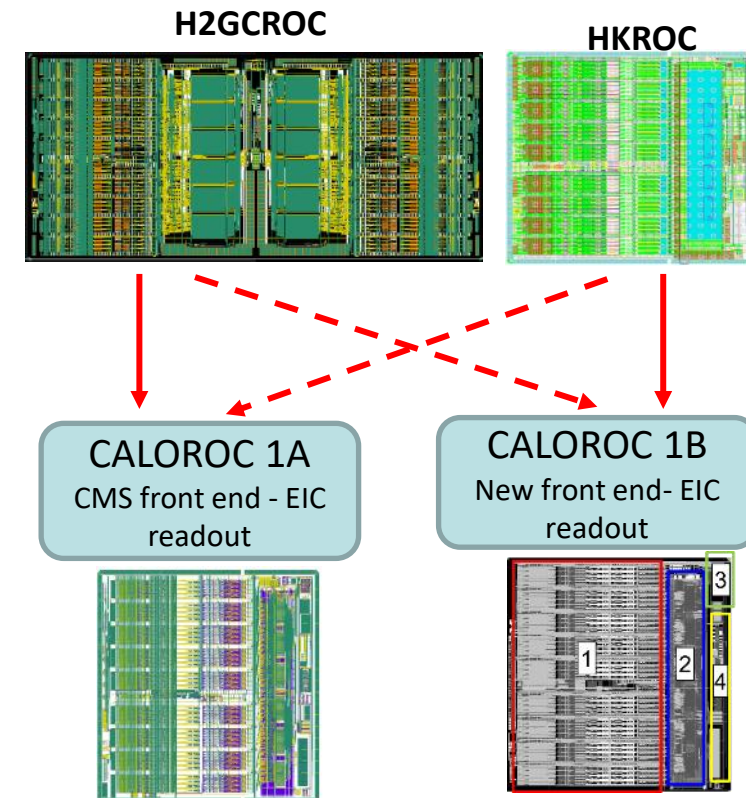 H2GCROC
HKROC
CALOROC 1A
CMS front end - EIC
readout
CALOROC 1B
New front end- EIC
readout
1
2
3
4